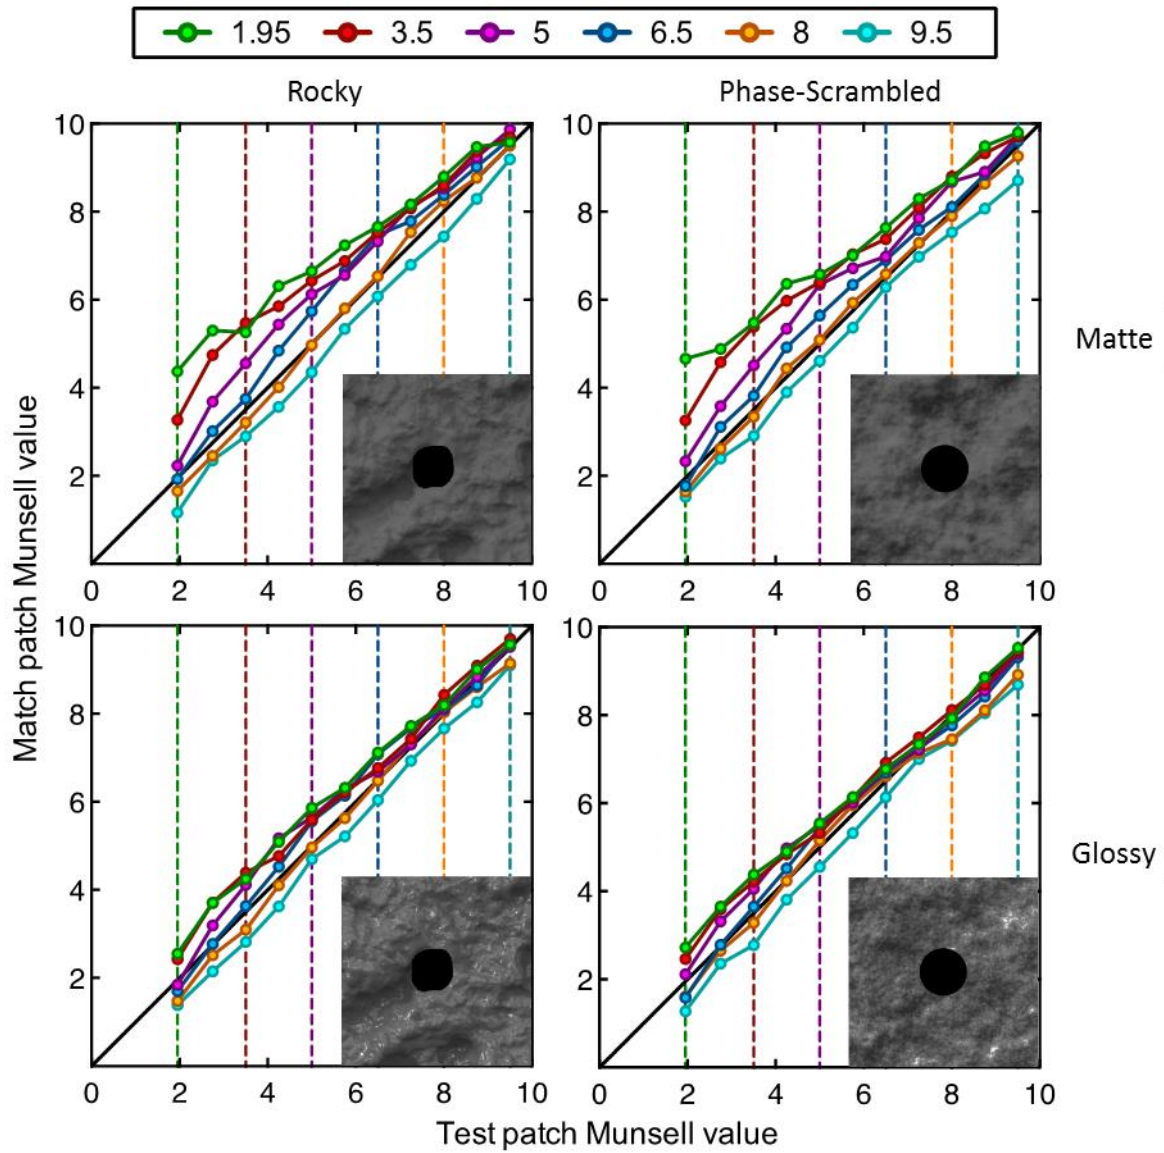 1.95 3.5 5 6.5 8 9.5
Rocky Phase-Scrambled
10 10
8 8
6 6
4 4
2 2
0 2 4 6 8 10 0 2 4 6 8 10
Matte
Match patch Munsell value
10 10
8 8
6 6
4 4
2 2
0 2 4 6 8 10 0 2 4 6 8 10
Glossy
Test patch Munsell value